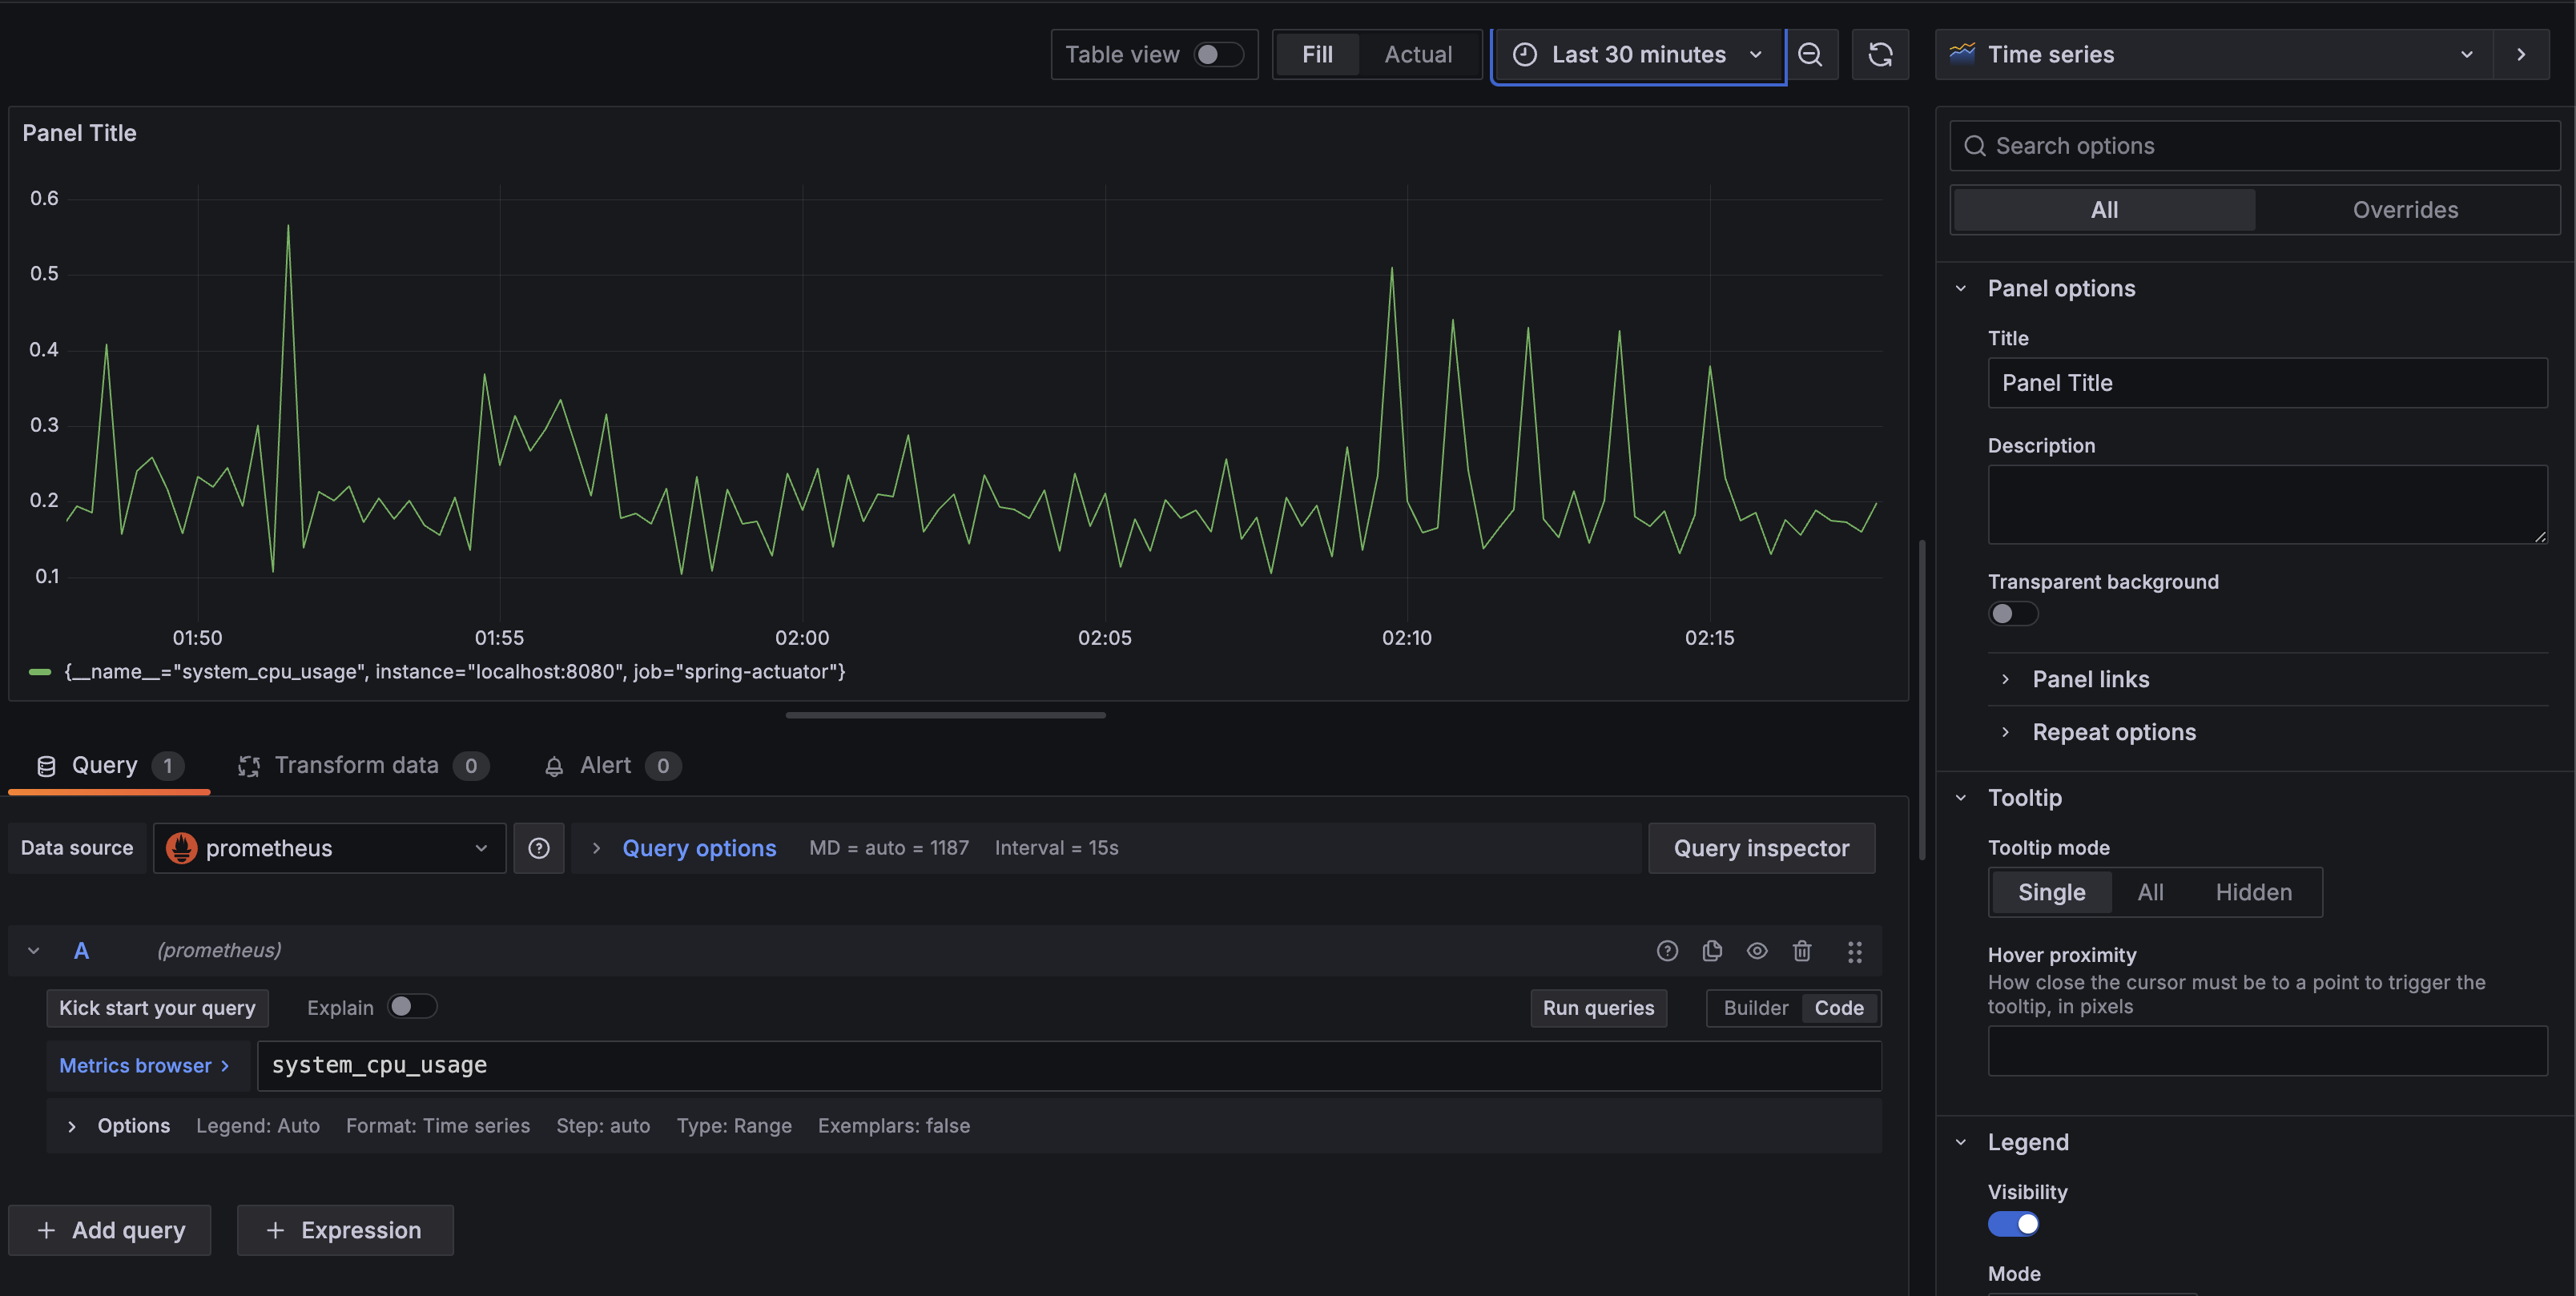 Table view Fill Actual Last 30 minutes Time series
Panel Title
0.6
0.5
0.4
0.3
0.2
0.1
01:50 01:55 02:00 02:05 02:10 02:15
{__name__="system_cpu_usage", instance="localhost:8080", job="spring-actuator"}
Query 1 Transform data 0 Alert 0
Data source prometheus Query options MD = auto = 1187 Interval = 15s Query inspector
A (prometheus)
Kick start your query Explain Run queries Builder Code
Metrics browser > system_cpu_usage
Options Legend: Auto Format: Time series Step: auto Type: Range Exemplars: false
+ Add query + Expression
Search options
All Overrides
Panel options
Title
Panel Title
Description
Transparent background
Panel links
Repeat options
Tooltip
Tooltip mode
Single All Hidden
Hover proximity
How close the cursor must be to a point to trigger the
tooltip, in pixels
Legend
Visibility
Mode